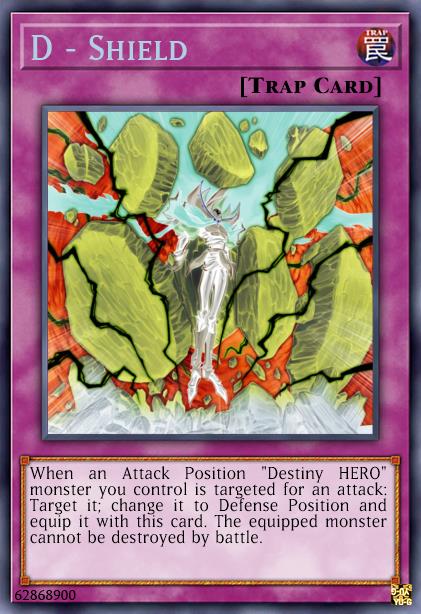 D - Shield
TRAP
罠
[Trap Card]
When an Attack Position "Destiny HERO"
monster you control is targeted for an attack:
Target it; change it to Defense Position and
equip it with this card. The equipped monster
cannot be destroyed by battle.
62868900